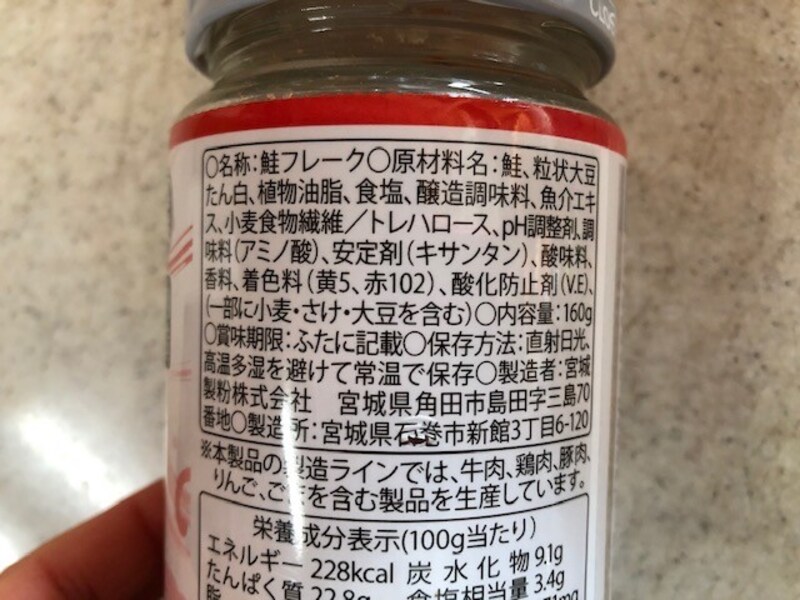 ○名称:鮭フレーク○原材料名:鮭、粒状大豆
たん白、植物油脂、食塩、醸造調味料、魚介エキ
ス、小麦食物繊維/トレハロース、pH調整剤、調
味料(アミノ酸)、安定剤(キサンタン)、酸味料、
香料、着色料(黄5、赤102)、酸化防止剤(V.E)、
(一部に小麦・さけ・大豆を含む)○内容量:160g
○賞味期限:ふたに記載○保存方法:直射日光、
高温多湿を避けて常温で保存○製造者:宮城
製粉株式会社 宮城県角田市島田字三島70
番地○製造所:宮城県石巻市新館3丁目6-120
※本製品の製造ラインでは、牛肉、鶏肉、豚肉、
りんご、ごまを含む製品を生産しています。
栄養成分表示(100g当たり)
エネルギー 228kcal 炭水化物 9.1g
たんぱく質 22.8g 食塩相当量 3.4g